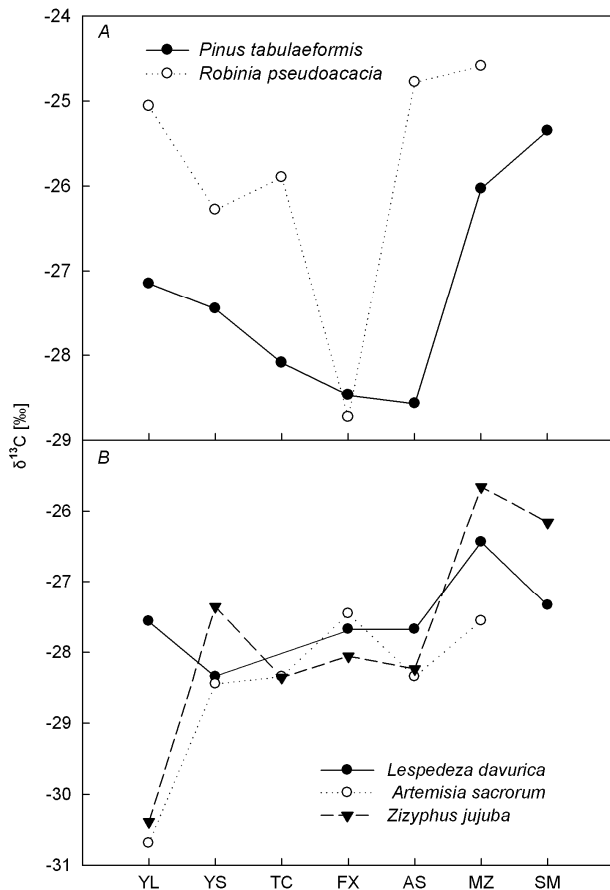 -24
A
Pinus tabulaeformis
Robinia pseudoacacia
-25
-26
-27
-28
-29
δ13C [‰]
B
-26
-27
-28
-29
-30
-31
Lespedeza davurica
Artemisia sacrorum
Zizyphus jujuba
YL YS TC FX AS MZ SM